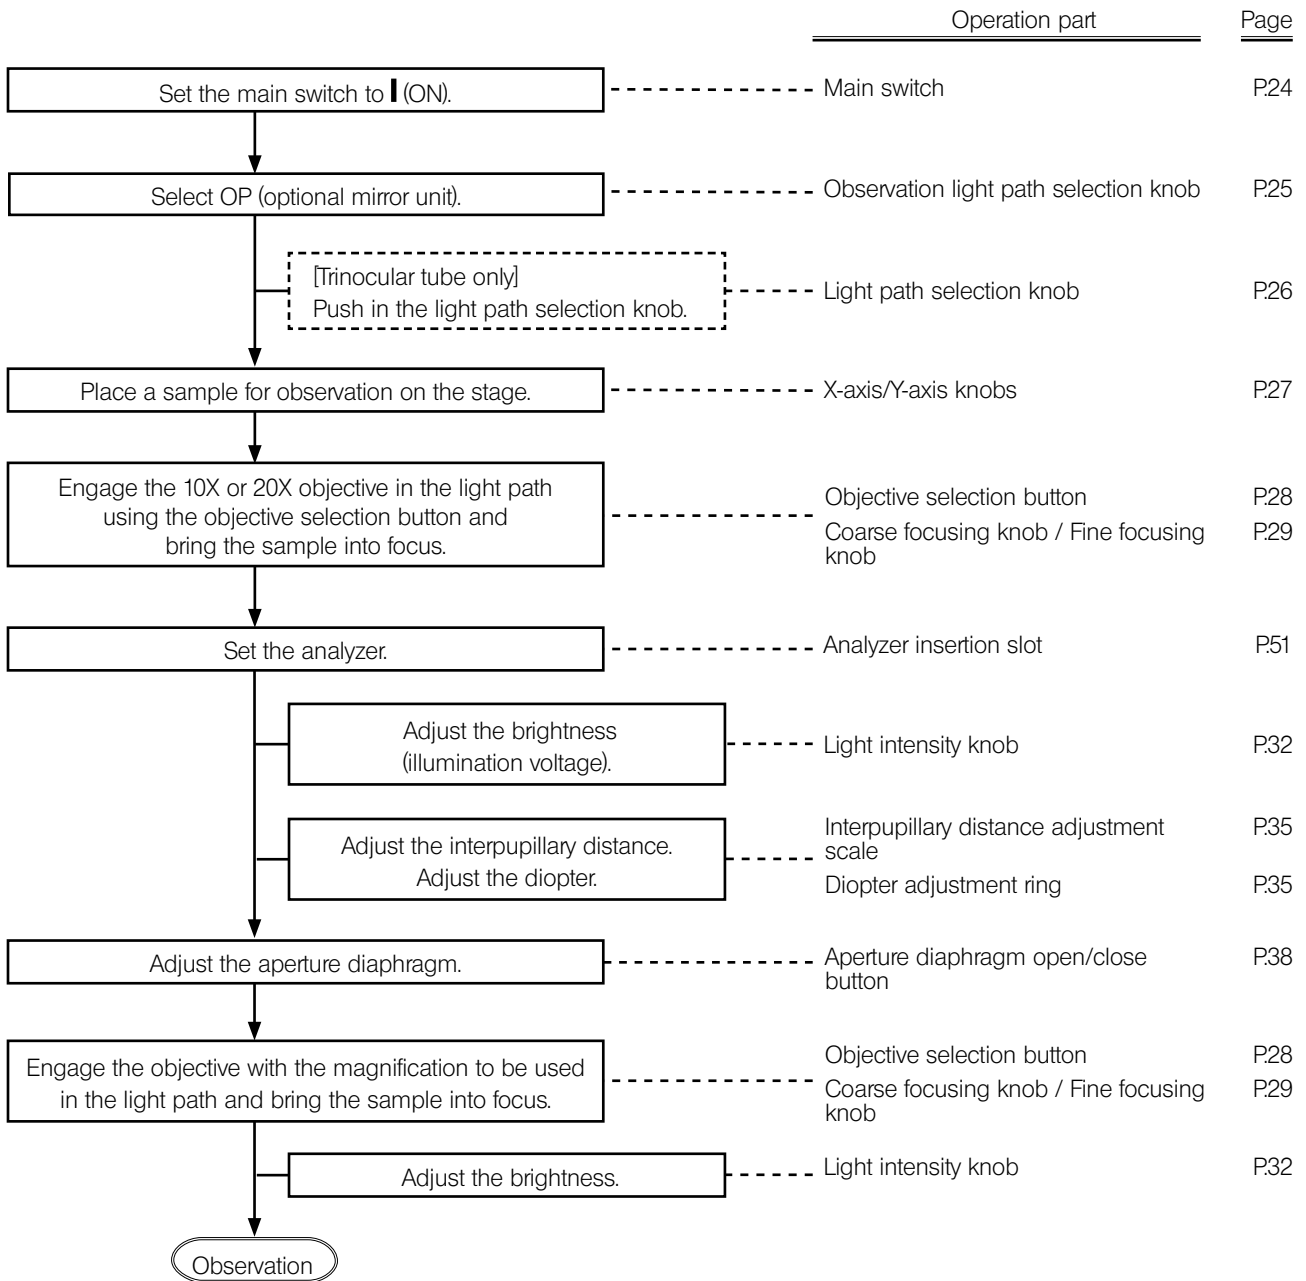 Operation part Page
Set the main switch to I (ON). Main switch P.24
Select OP (optional mirror unit). Observation light path selection knob P.25
[Trinocular tube only]
Push in the light path selection knob. Light path selection knob P.26
Place a sample for observation on the stage. X-axis/Y-axis knobs P.27
Engage the 10X or 20X objective in the light path
using the objective selection button and
bring the sample into focus.
Objective selection button P.28
Coarse focusing knob / Fine focusing P.29
knob
Set the analyzer. Analyzer insertion slot P.51
Adjust the brightness
(illumination voltage).
Light intensity knob P.32
Adjust the interpupillary distance.
Adjust the diopter.
Interpupillary distance adjustment P.35
scale
Diopter adjustment ring P.35
Adjust the aperture diaphragm.
Aperture diaphragm open/close P.38
button
Engage the objective with the magnification to be used
in the light path and bring the sample into focus.
Objective selection button P.28
Coarse focusing knob / Fine focusing P.29
knob
Adjust the brightness. Light intensity knob P.32
Observation